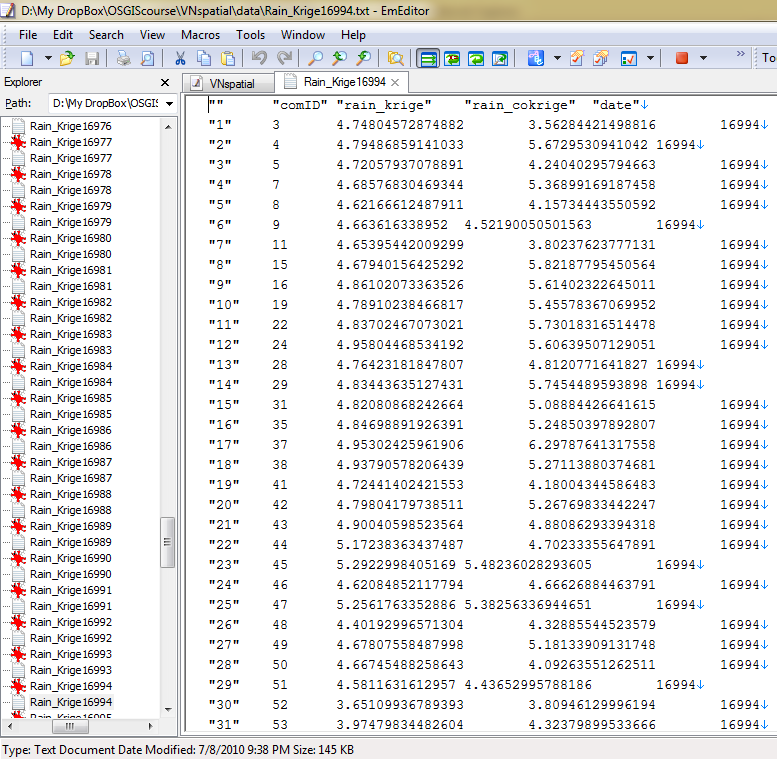 D:\My DropBox\OSGIScourse\VNspatial\data\Rain_Krige16994.txt - EmEditor
File Edit Search View Macros Tools Window Help
» To
Explorer
Path: D:\My DropBox\OSGIS
VNspatial Rain_Krige16994
Rain_Krige16976
Rain_Krige16977
Rain_Krige16977
Rain_Krige16978
Rain_Krige16978
Rain_Krige16979
Rain_Krige16979
Rain_Krige16980
Rain_Krige16980
Rain_Krige16981
Rain_Krige16981
Rain_Krige16982
Rain_Krige16982
Rain_Krige16983
Rain_Krige16983
Rain_Krige16984
Rain_Krige16984
Rain_Krige16985
Rain_Krige16985
Rain_Krige16986
Rain_Krige16986
Rain_Krige16987
Rain_Krige16987
Rain_Krige16988
Rain_Krige16988
Rain_Krige16989
Rain_Krige16989
Rain_Krige16990
Rain_Krige16990
Rain_Krige16991
Rain_Krige16991
Rain_Krige16992
Rain_Krige16992
Rain_Krige16993
Rain_Krige16993
Rain_Krige16994
Rain_Krige16994
"" "comID" "rain_krige" "rain_cokrige" "date"↓
"1" 3 4.74804572874882 3.56284421498816 16994↓
"2" 4 4.79486859141033 5.6729530941042 16994↓
"3" 5 4.72057937078891 4.24040295794663 16994↓
"4" 7 4.68576830469344 5.36899169187458 16994↓
"5" 8 4.62166612487911 4.15734443550592 16994↓
"6" 9 4.663616338952 4.52190050501563 16994↓
"7" 11 4.65395442009299 3.80237623777131 16994↓
"8" 15 4.67940156425292 5.82187795450564 16994↓
"9" 16 4.86102073363526 5.61402322645011 16994↓
"10" 19 4.78910238466817 5.45578367069952 16994↓
"11" 22 4.83702467073021 5.73018316514478 16994↓
"12" 24 4.95804468534192 5.60639507129051 16994↓
"13" 28 4.76423181847807 4.8120771641827 16994↓
"14" 29 4.83443635127431 5.7454489593898 16994↓
"15" 31 4.82080868242664 5.08884426641615 16994↓
"16" 35 4.84698891926391 5.24850397892807 16994↓
"17" 37 4.95302425961906 6.29787641317558 16994↓
"18" 38 4.93790578206439 5.27113880374681 16994↓
"19" 41 4.72441402421553 4.18004344586483 16994↓
"20" 42 4.79804179738511 5.26769833442247 16994↓
"21" 43 4.90040598523564 4.88086293394318 16994↓
"22" 44 5.17238363437487 4.70233355647891 16994↓
"23" 45 5.2922998405169 5.48236028293605 16994↓
"24" 46 4.62084852117794 4.66626884463791 16994↓
"25" 47 5.2561763352886 5.38256336944651 16994↓
"26" 48 4.40192996571304 4.32885544523579 16994↓
"27" 49 4.67807558487998 5.18133909131748 16994↓
"28" 50 4.66745488258643 4.09263551262511 16994↓
"29" 51 4.5811631612957 4.43652995788186 16994↓
"30" 52 3.65109936789393 3.80946129996194 16994↓
"31" 53 3.97479834482604 4.32379899533666 16994↓
Type: Text Document Date Modified: 7/8/2010 9:38 PM Size: 145 KB